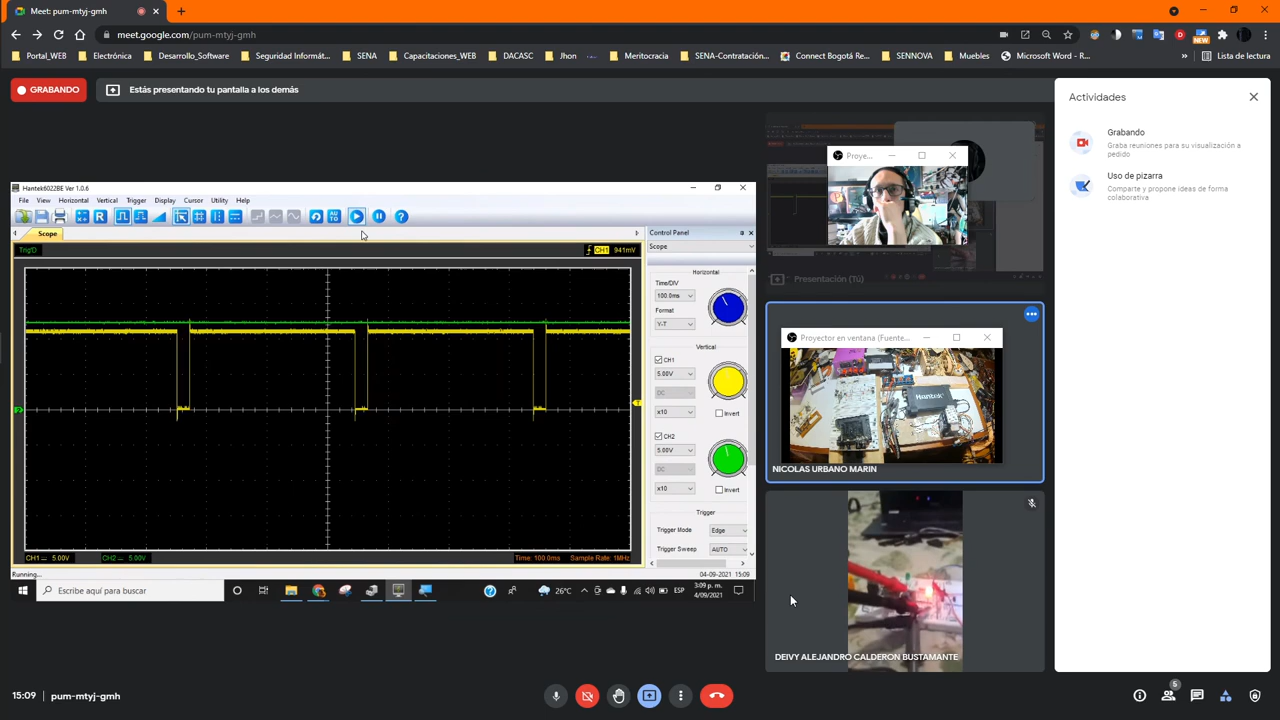 Meet: pum-mtyj-gmh
meet.google.com/pum-mtyj-gmh
NEW
Portal_WEB
Electrónica
Desarrollo_Software
Seguridad Informát...
SENA
Capacitaciones_WEB
UCASC
Jhon
Meritocracia
SENA-Contratación...
Connect Bogotá Re...
SENNOVA
Muebles
Microsoft Word - R...
»
Lista de lectura
GRABANDO
Estás presentando tu pantalla a los demás
Hantek6022BE Ver 1.0.6
File View Horizontal Vertical Trigger Display Cursor Utility Help
Scope
Trig'D
CH1 941mV
Control Panel
Scope
Horizontal
Time/DIV
100.0ms
Format
Y-T
Vertical
CH1
5.00V
DC
x10
Invert
CH2
5.00V
DC
x10
Invert
Trigger
Trigger Mode Edge
Trigger Sweep AUTO
CH1 5.00V
CH2 5.00V
Time: 100.0ms Sample Rate: 1MHz
Running...
04-09-2021 15:09
Escribe aquí para buscar
26°C
ESP
3:09 p. m.
4/09/2021
Proye...
Presentación (Tú)
Proyector en ventana (Fuente...
Hantek
NICOLAS URBANO MARIN
DEIVY ALEJANDRO CALDERON BUSTAMANTE
Actividades
Grabando
Graba reuniones para su visualización a
pedido
Uso de pizarra
Comparte y propone ideas de forma
colaborativa
15:09 | pum-mtyj-gmh
5